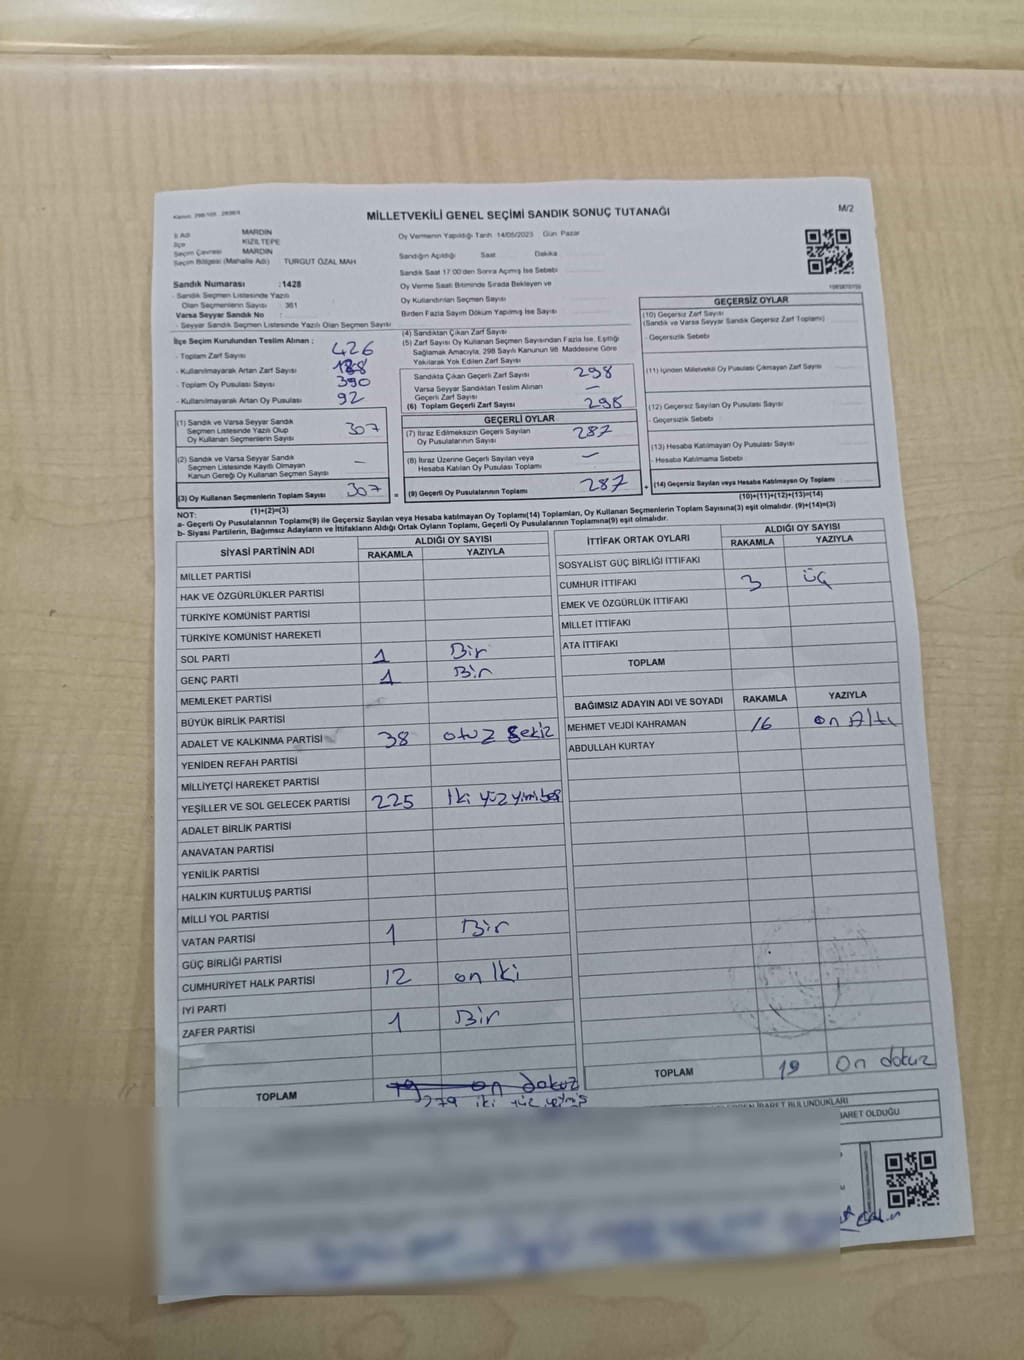 MİLLETVEKİLİ GENEL SEÇİMİ SANDIK SONUÇ TUTANAĞI
M/2
İl Adı MARDİN
İlçe KIZILTEPE
Seçim Çevresi MARDİN
Seçim Bölgesi (Mahalle Adı) TURGUT ÖZAL MAH
Oy Vermenin Yapıldığı Tarih 14/05/2023 Gün Pazar
Sandığın Açıldığı Saat Dakika
Sandık Saat 17:00'den Sonra Açılmış İse Sebebi
Oy Verme Saati Bitiminde Sırada Bekleyen ve
Oy Kullandırılan Seçmen Sayısı
Birden Fazla Sayım Döküm Yapılmış İse Sayısı
Sandık Numarası :1428
- Sandık Seçmen Listesinde Yazılı
Olan Seçmenlerin Sayısı : 361
Varsa Seyyar Sandık No :
- Seyyar Sandık Seçmen Listesinde Yazılı Olan Seçmen Sayısı
İlçe Seçim Kurulundan Teslim Alınan ;
- Toplam Zarf Sayısı 426
- Kullanılmayarak Artan Zarf Sayısı
- Toplam Oy Pusulası Sayısı 390
- Kullanılmayarak Artan Oy Pusulası 92
(1) Sandık ve Varsa Seyyar Sandık
Seçmen Listesinde Yazılı Olup
Oy Kullanan Seçmenlerin Sayısı 307
(2) Sandık ve Varsa Seyyar Sandık
Seçmen Listesinde Kayıtlı Olmayan
Kanun Gereği Oy Kullanan Seçmen Sayısı –
(3) Oy Kullanan Seçmenlerin Toplam Sayısı 307
(1)+(2)=(3)
(4) Sandıktan Çıkan Zarf Sayısı
(5) Zarf Sayısı Oy Kullanan Seçmen Sayısından Fazla İse, Eşitliği
Sağlamak Amacıyla, 298 Sayılı Kanunun 98. Maddesine Göre
Yakılarak Yok Edilen Zarf Sayısı
Sandıkta Çıkan Geçerli Zarf Sayısı 298
Varsa Seyyar Sandıktan Teslim Alınan
Geçerli Zarf Sayısı –
(6) Toplam Geçerli Zarf Sayısı 298
GEÇERLİ OYLAR
(7) İtiraz Edilmeksizin Geçerli Sayılan
Oy Pusulalarının Sayısı 287
(8) İtiraz Üzerine Geçerli Sayılan veya
Hesaba Katılan Oy Pusulası Toplamı –
= (9) Geçerli Oy Pusulalarının Toplamı 287
GEÇERSİZ OYLAR
(10) Geçersiz Zarf Sayısı
(Sandık ve Varsa Seyyar Sandık Geçersiz Zarf Toplamı)
- Geçersizlik Sebebi
(11) İçinden Milletvekili Oy Pusulası Çıkmayan Zarf Sayısı
(12) Geçersiz Sayılan Oy Pusulası Sayısı
- Geçersizlik Sebebi
(13) Hesaba Katılmayan Oy Pusulası Sayısı
- Hesaba Katılmama Sebebi
+ (14) Geçersiz Sayılan veya Hesaba Katılmayan Oy Toplamı
(10)+(11)+(12)+(13)=(14)
NOT:
a- Geçerli Oy Pusulalarının Toplamı(9) ile Geçersiz Sayılan veya Hesaba katılmayan Oy Toplamı(14) Toplamları, Oy Kullanan Seçmenlerin Toplam Sayısına(3) eşit olmalıdır. (9)+(14)=(3)
b- Siyasi Partilerin, Bağımsız Adayların ve İttifakların Aldığı Ortak Oyların Toplamı, Geçerli Oy Pusulalarının Toplamına(9) eşit olmalıdır.
SİYASİ PARTİNİN ADI ALDIĞI OY SAYISI
RAKAMLA YAZIYLA
MİLLET PARTİSİ
HAK VE ÖZGÜRLÜKLER PARTİSİ
TÜRKİYE KOMÜNİST PARTİSİ
TÜRKİYE KOMÜNİST HAREKETİ
SOL PARTİ 1 Bir
GENÇ PARTİ 1 Bir
MEMLEKET PARTİSİ
BÜYÜK BİRLİK PARTİSİ
ADALET VE KALKINMA PARTİSİ 38 otuz sekiz
YENİDEN REFAH PARTİSİ
MİLLİYETÇİ HAREKET PARTİSİ
YEŞİLLER VE SOL GELECEK PARTİSİ 225 İki yüz yimibeş
ADALET BİRLİK PARTİSİ
ANAVATAN PARTİSİ
YENİLİK PARTİSİ
HALKIN KURTULUŞ PARTİSİ
MİLLİ YOL PARTİSİ
VATAN PARTİSİ 1 Bir
GÜÇ BİRLİĞİ PARTİSİ
CUMHURİYET HALK PARTİSİ 12 on İki
İYİ PARTİ
ZAFER PARTİSİ 1 Bir
TOPLAM 19 on dokuz
279 iki yüz yetmiş
İTTİFAK ORTAK OYLARI ALDIĞI OY SAYISI
RAKAMLA YAZIYLA
SOSYALİST GÜÇ BİRLİĞİ İTTİFAKI
CUMHUR İTTİFAKI 3 Üç
EMEK VE ÖZGÜRLÜK İTTİFAKI
MİLLET İTTİFAKI
ATA İTTİFAKI
TOPLAM
BAĞIMSIZ ADAYIN ADI VE SOYADI RAKAMLA YAZIYLA
MEHMET VEJDİ KAHRAMAN 16 on Altı
ABDULLAH KURTAY
TOPLAM 19 On dokuz
İBARET BULUNDUKLARI
İBARET OLDUĞU